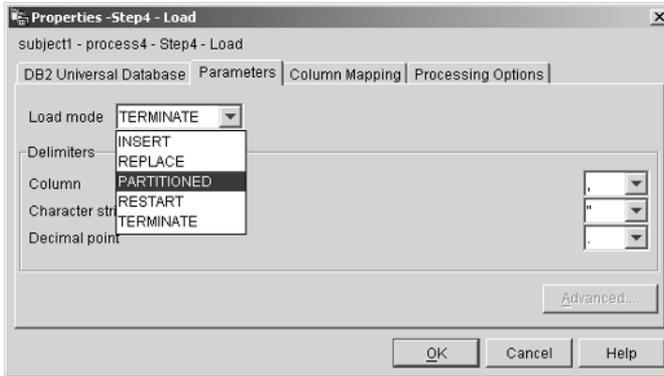 Properties -Step4 - Load
subject1 - process4 - Step4 - Load
DB2 Universal Database Parameters Column Mapping Processing Options
Load mode TERMINATE
INSERT
Delimiters
REPLACE
Column PARTITIONED ,
RESTART
Character stri "
TERMINATE
Decimal point .
Advanced...
OK Cancel Help